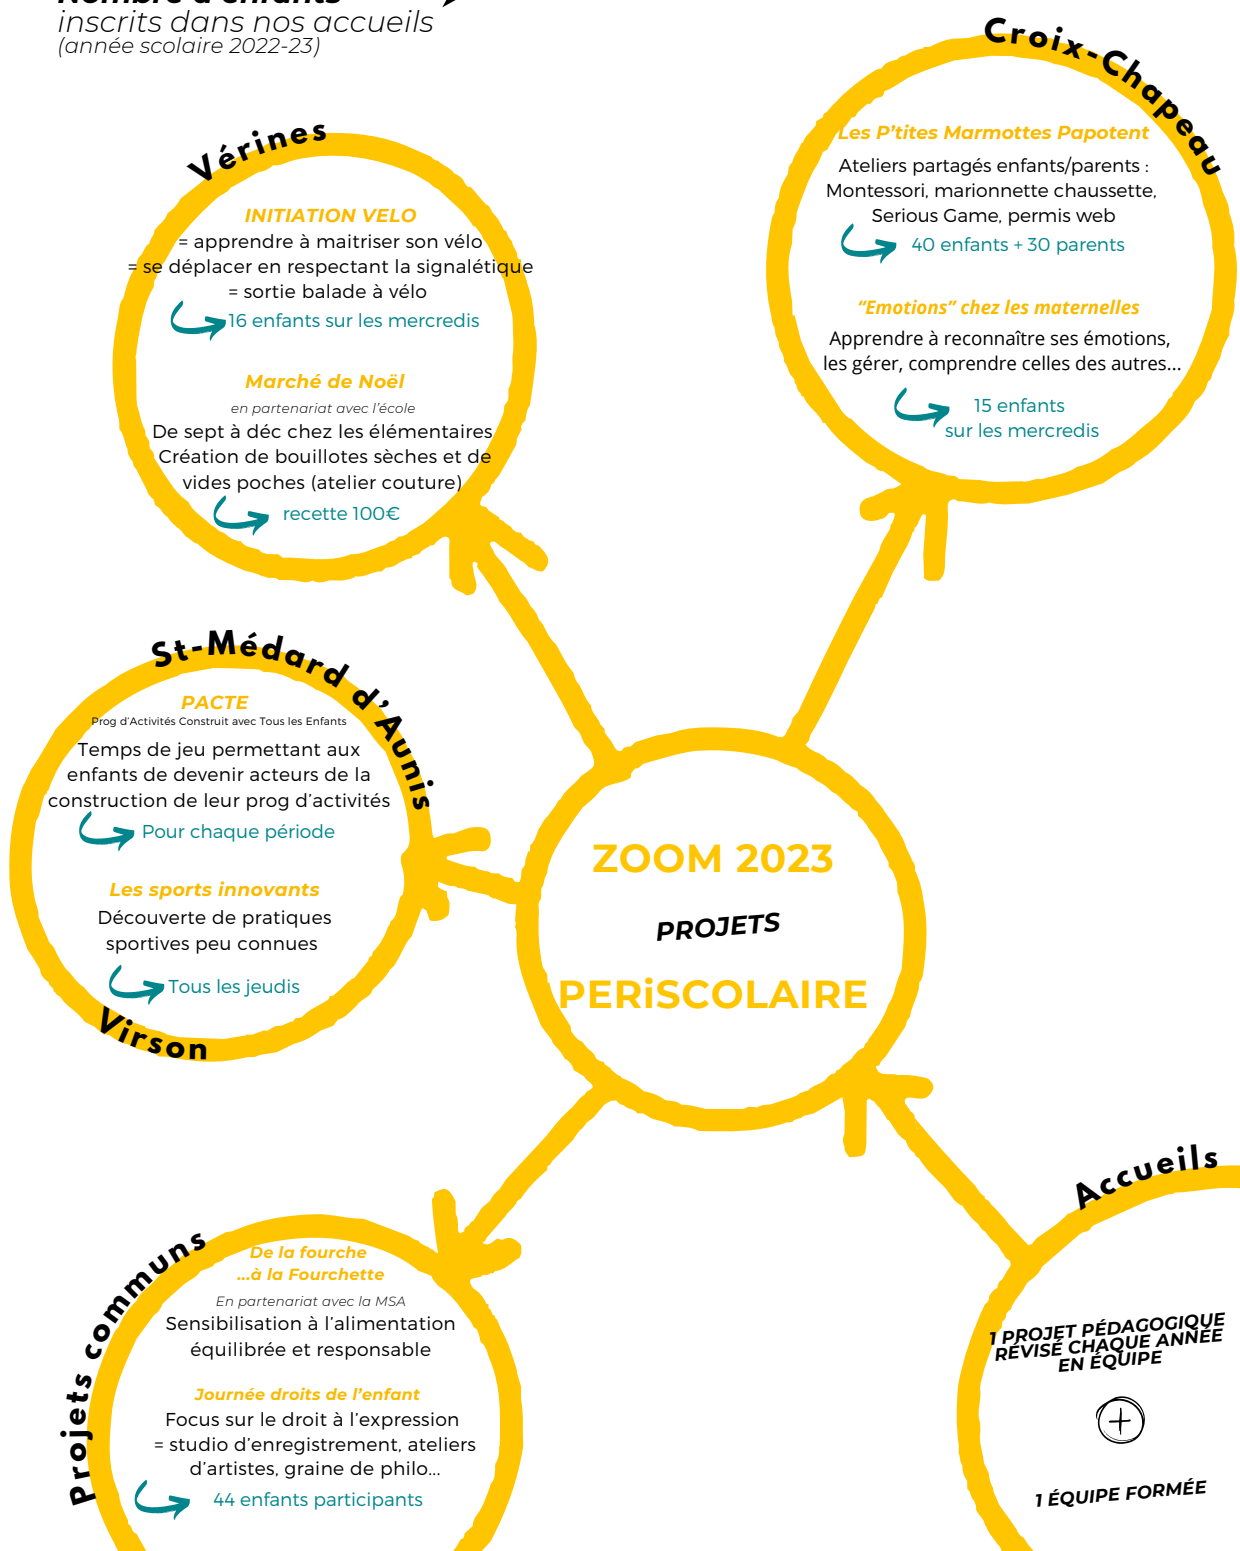 Nombre d'enfants
inscrits dans nos accueils
(année scolaire 2022-23)
Croix-Chapeau
Les P'tites Marmottes Papotent
Ateliers partagés enfants/parents :
Montessori, marionnette chaussette,
Serious Game, permis web
40 enfants + 30 parents
“Emotions” chez les maternelles
Apprendre à reconnaître ses émotions,
les gérer, comprendre celles des autres...
15 enfants
sur les mercredis
Vérines
INITIATION VELO
= apprendre à maitriser son vélo
= se déplacer en respectant la signalétique
= sortie balade à vélo
16 enfants sur les mercredis
Marché de Noël
en partenariat avec l'école
De sept à déc chez les élémentaires
Création de bouillotes sèches et de
vides poches (atelier couture)
recette 100€
St-Médard d'Aunis
PACTE
Prog d'Activités Construit avec Tous les Enfants
Temps de jeu permettant aux
enfants de devenir acteurs de la
construction de leur prog d'activités
Pour chaque période
Les sports innovants
Découverte de pratiques
sportives peu connues
Tous les jeudis
Virson
ZOOM 2023
PROJETS
PERiSCOLAIRE
Projets communs
De la fourche
...à la Fourchette
En partenariat avec la MSA
Sensibilisation à l'alimentation
équilibrée et responsable
Journée droits de l'enfant
Focus sur le droit à l'expression
= studio d'enregistrement, ateliers
d'artistes, graine de philo...
44 enfants participants
Accueils
1 PROJET PÉDAGOGIQUE
RÉVISÉ CHAQUE ANNÉE
EN ÉQUIPE
+
1 ÉQUIPE FORMÉE